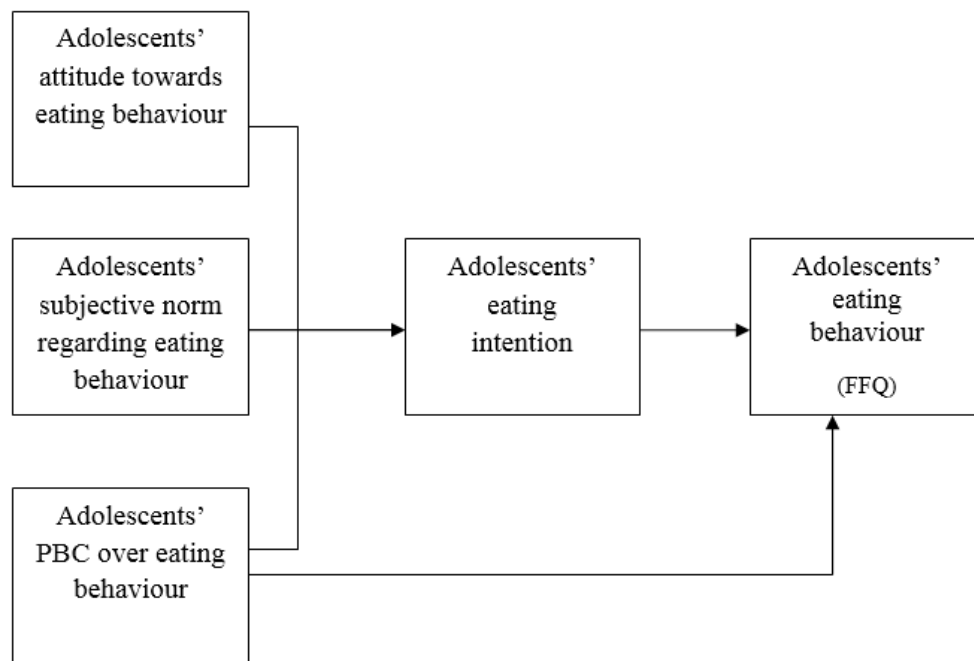 Adolescents’
attitude towards
eating behaviour
Adolescents’
subjective norm
regarding eating
behaviour
Adolescents’
eating
intention
Adolescents’
eating
behaviour
(FFQ)
Adolescents’
PBC over eating
behaviour